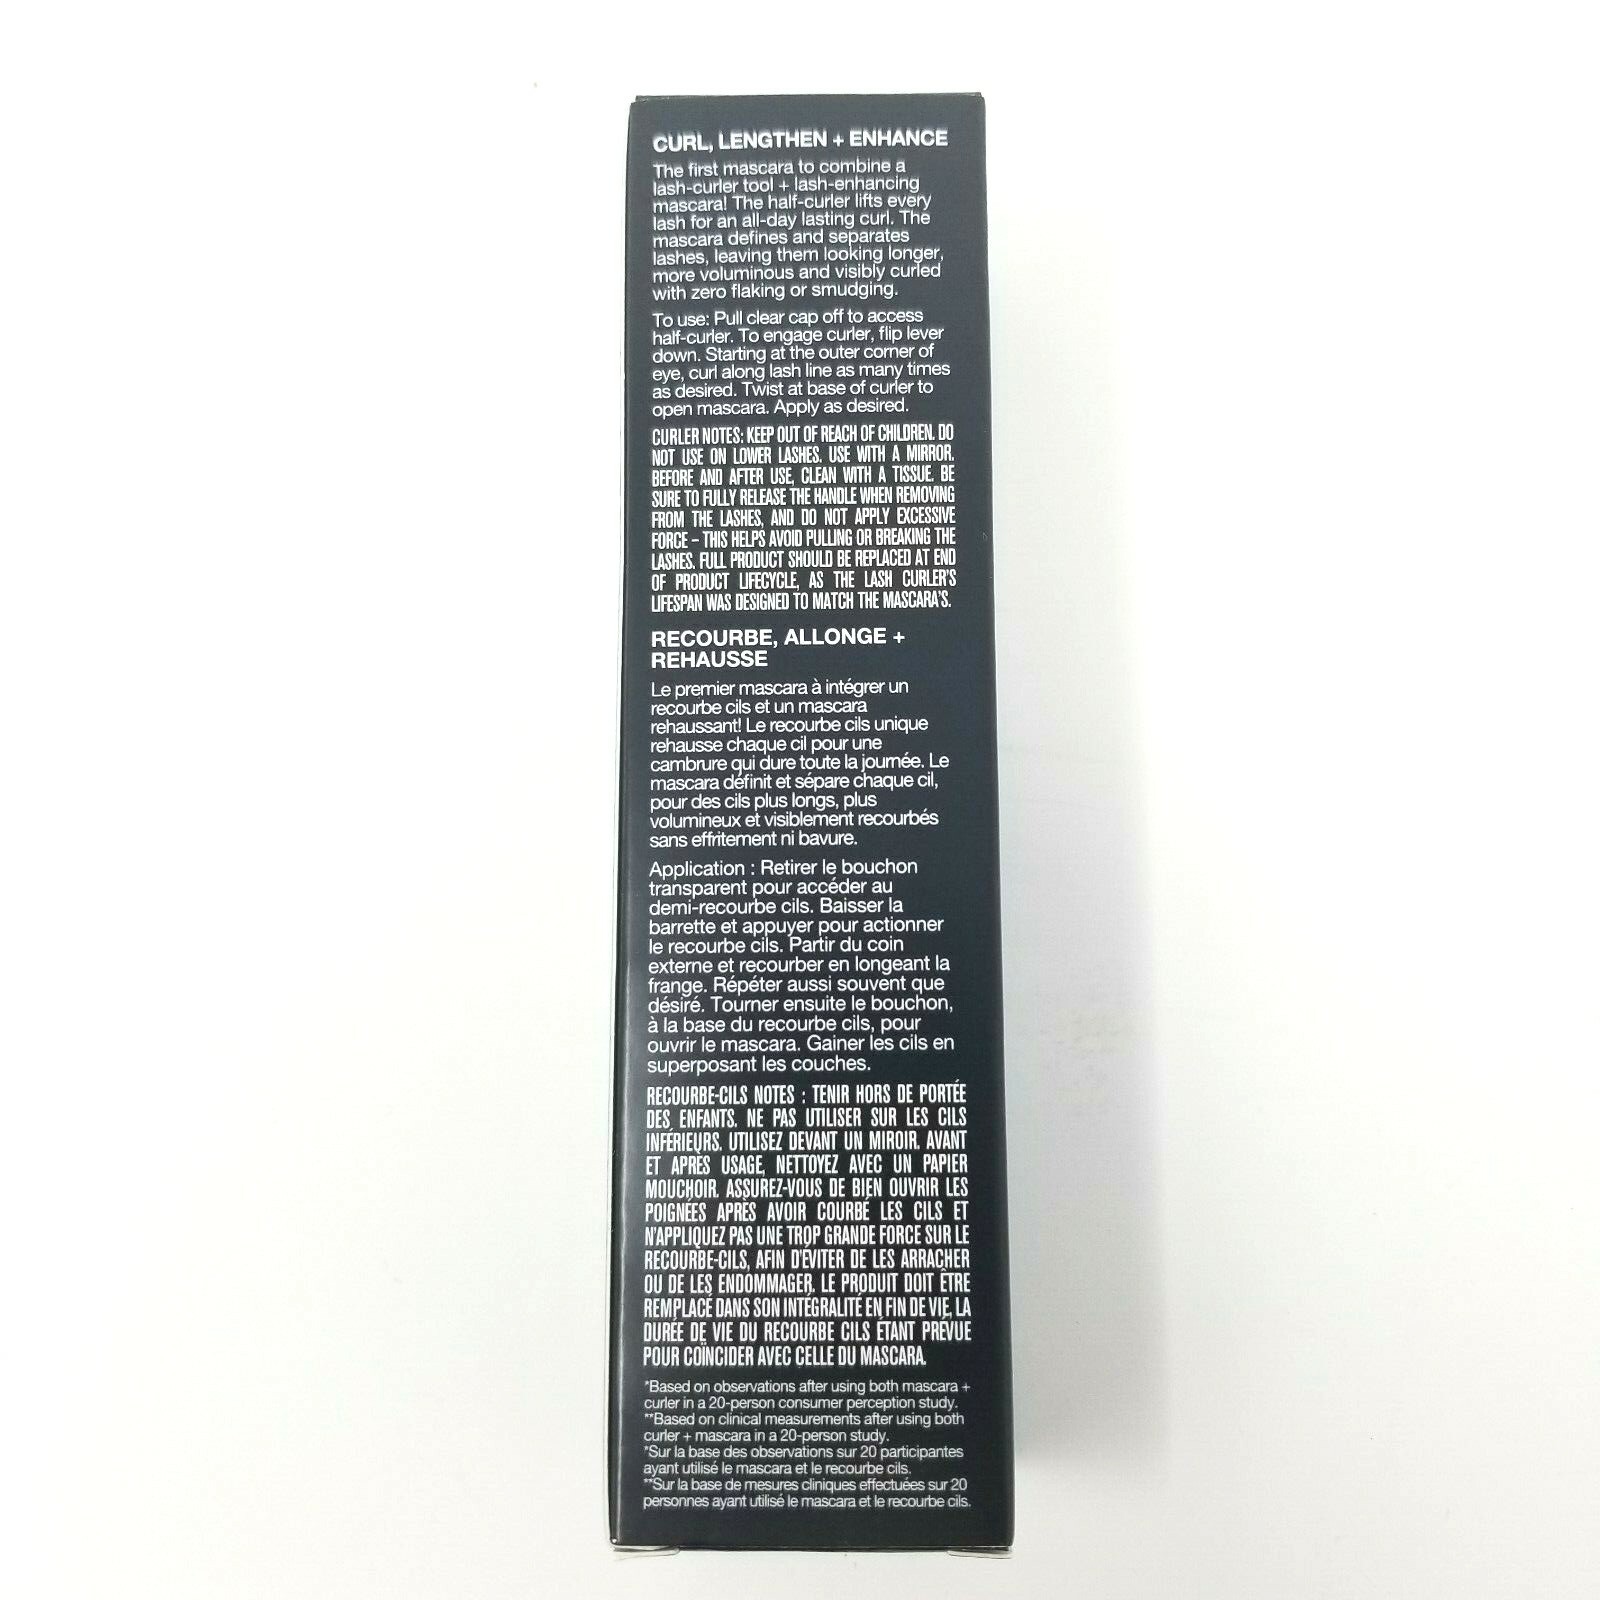 CURL, LENGTHEN + ENHANCE
The first mascara to combine a
lash-curler tool + lash-enhancing
mascara! The half-curler lifts every
lash for an all-day lasting curl. The
mascara defines and separates
lashes, leaving them looking longer,
more voluminous and visibly curled
with zero flaking or smudging.
To use: Pull clear cap off to access
half-curler. To engage curler, flip lever
down. Starting at the outer corner of
eye, curl along lash line as many times
as desired. Twist at base of curler to
open mascara. Apply as desired.
CURLER NOTES: KEEP OUT OF REACH OF CHILDREN. DO
NOT USE ON LOWER LASHES. USE WITH A MIRROR.
BEFORE AND AFTER USE, CLEAN WITH A TISSUE. BE
SURE TO FULLY RELEASE THE HANDLE WHEN REMOVING
FROM THE LASHES, AND DO NOT APPLY EXCESSIVE
FORCE – THIS HELPS AVOID PULLING OR BREAKING THE
LASHES. FULL PRODUCT SHOULD BE REPLACED AT END
OF PRODUCT LIFECYCLE, AS THE LASH CURLER'S
LIFESPAN WAS DESIGNED TO MATCH THE MASCARA'S.
RECOURBE, ALLONGE +
REHAUSSE
Le premier mascara à intégrer un
recourbe cils et un mascara
rehaussant! Le recourbe cils unique
rehausse chaque cil pour une
cambrure qui dure toute la journée. Le
mascara définit et sépare chaque cil,
pour des cils plus longs, plus
volumineux et visiblement recourbés
sans effritement ni bavure.
Application : Retirer le bouchon
transparent pour accéder au
demi-recourbe cils. Baisser la
barrette et appuyer pour actionner
le recourbe cils. Partir du coin
externe et recourber en longeant la
frange. Répéter aussi souvent que
désiré. Tourner ensuite le bouchon,
à la base du recourbe cils, pour
ouvrir le mascara. Gainer les cils en
superposant les couches.
RECOURBE-CILS NOTES : TENIR HORS DE PORTÉE
DES ENFANTS. NE PAS UTILISER SUR LES CILS
INFÉRIEURS. UTILISEZ DEVANT UN MIROIR. AVANT
ET APRÈS USAGE, NETTOYEZ AVEC UN PAPIER
MOUCHOIR. ASSUREZ-VOUS DE BIEN OUVRIR LES
POIGNÉES APRÈS AVOIR COURBÉ LES CILS ET
N'APPLIQUEZ PAS UNE TROP GRANDE FORCE SUR LE
RECOURBE-CILS, AFIN D'ÉVITER DE LES ARRACHER
OU DE LES ENDOMMAGER. LE PRODUIT DOIT ÊTRE
REMPLACÉ DANS SON INTÉGRALITÉ EN FIN DE VIE, LA
DURÉE DE VIE DU RECOURBE CILS ÉTANT PRÉVUE
POUR COÏNCIDER AVEC CELLE DU MASCARA.
*Based on observations after using both mascara +
curler in a 20-person consumer perception study.
**Based on clinical measurements after using both
curler + mascara in a 20-person study.
*Sur la base des observations sur 20 participantes
ayant utilisé le mascara et le recourbe cils.
**Sur la base de mesures cliniques effectuées sur 20
personnes ayant utilisé le mascara et le recourbe cils.